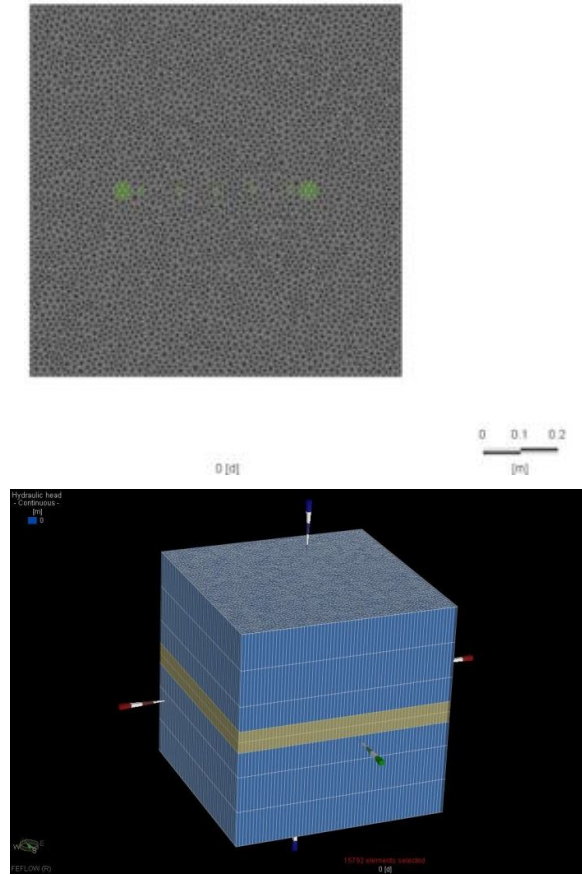 0 0.1 0.2
0 [d] [m]
Hydraulic head
- Continuous -
[m]
0
W E
S
FEFLOW (R)
15792 elements selected
0 [d]